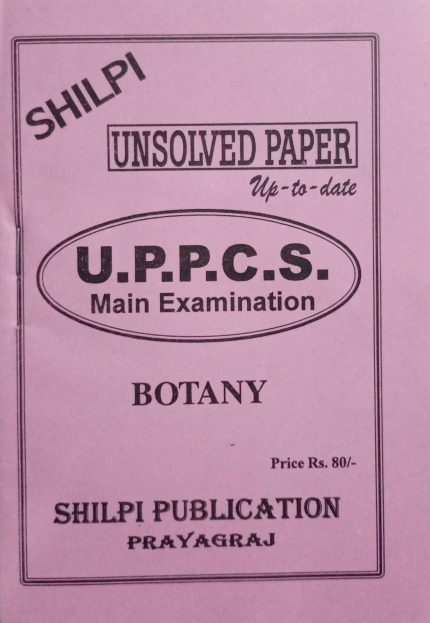 SHILPI
UNSOLVED PAPER
Up-to-date
U.P.P.C.S.
Main Examination
BOTANY
Price Rs. 80/-
SHILPI PUBLICATION
PRAYAGRAJ